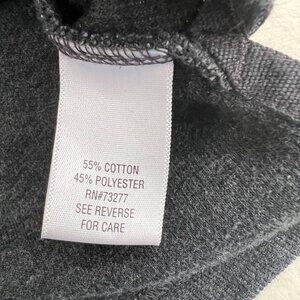 55% COTTON
45% POLYESTER
RN#73277
SEE REVERSE
FOR CARE